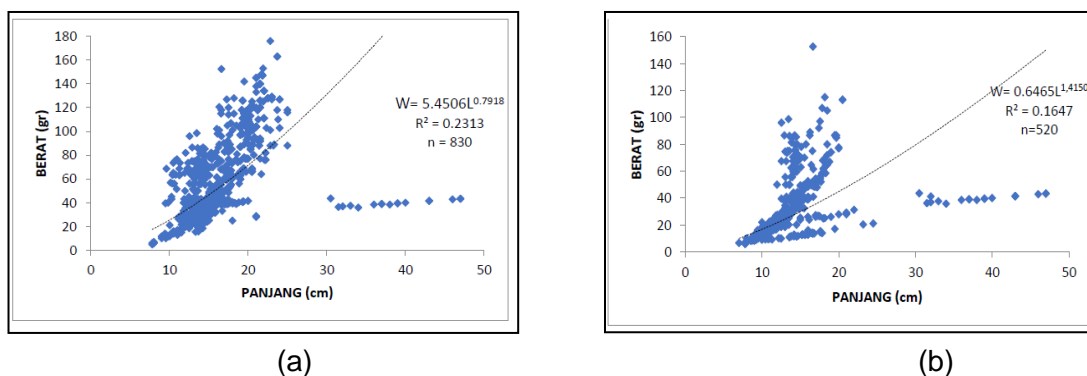 180
160
140
120
100
80
60
40
20
0
BERAT (gr)
W= 5.4506L0.7918
R² = 0.2313
n = 830
0 10 20 30 40 50
PANJANG (cm)
(a)
160
140
120
100
80
60
40
20
0
BERAT (gr)
W= 0.6465L1,4150
R² = 0.1647
n=520
0 10 20 30 40 50
PANJANG (cm)
(b)